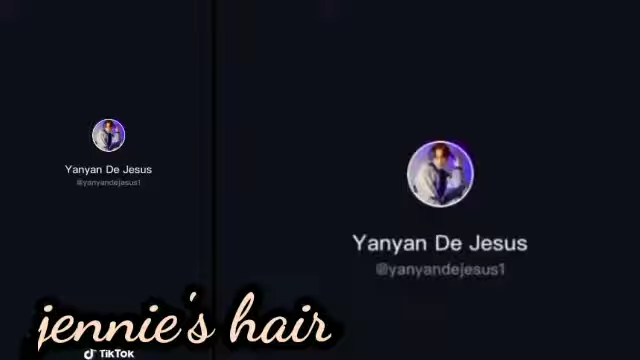 Yanyan De Jesus
@yanyandejesus1
Yanyan De Jesus
@yanyandejesus1
jennie's hair
TikTok